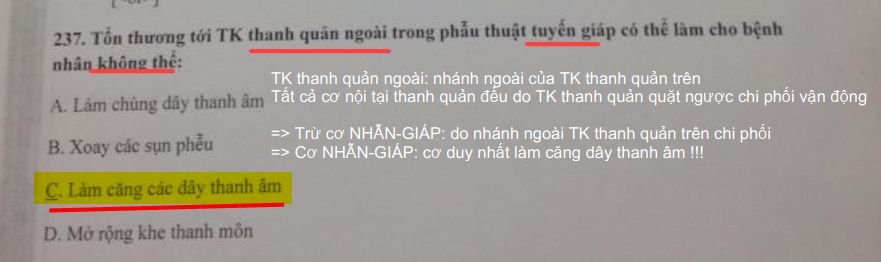 237. Tổn thương tới TK thanh quản ngoài trong phẫu thuật tuyến giáp có thể làm cho bệnh
nhân không thể:
TK thanh quản ngoài: nhánh ngoài của TK thanh quản trên
A. Làm chùng dây thanh âm
Tất cả cơ nội tại thanh quản đều do TK thanh quản quặt ngược chi phối vận động
=> Trừ cơ NHẪN-GIÁP: do nhánh ngoài TK thanh quản trên chi phối
B. Xoay các sụn phễu
=> Cơ NHẪN-GIÁP: cơ duy nhất làm căng dây thanh âm !!!
C. Làm căng các dây thanh âm
D. Mở rộng khe thanh môn